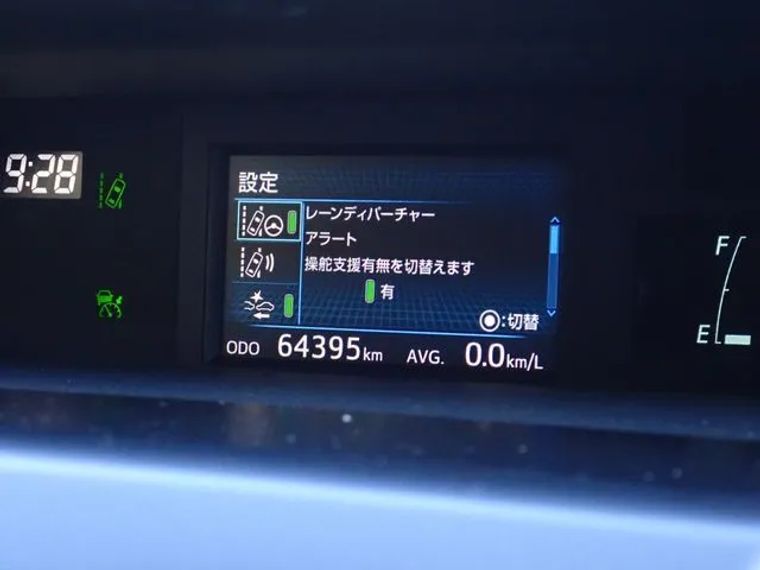 9:28
設定
レーンディパーチャー
アラート
操舵支援有無を切替えます
有
◉:切替
ODO 64395km AVG. 0.0km/L
F
E